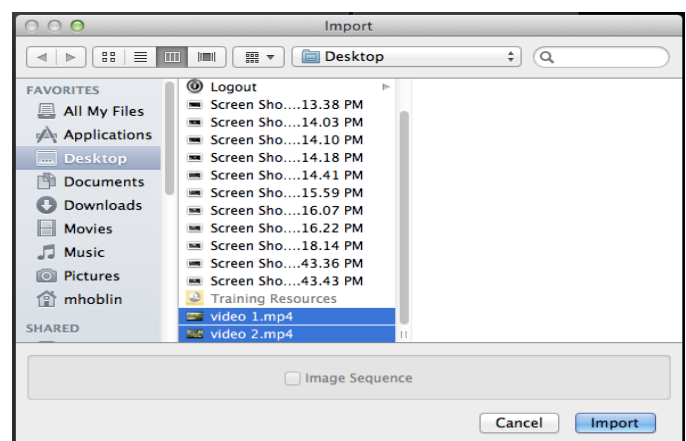 Import
Desktop
FAVORITES
All My Files
Applications
Desktop
Documents
Downloads
Movies
Music
Pictures
mhoblin
SHARED
Logout
Screen Sho....13.38 PM
Screen Sho....14.03 PM
Screen Sho....14.10 PM
Screen Sho....14.18 PM
Screen Sho....14.41 PM
Screen Sho....15.59 PM
Screen Sho....16.07 PM
Screen Sho....16.22 PM
Screen Sho....18.14 PM
Screen Sho....43.36 PM
Screen Sho....43.43 PM
Training Resources
video 1.mp4
video 2.mp4
Image Sequence
Cancel
Import